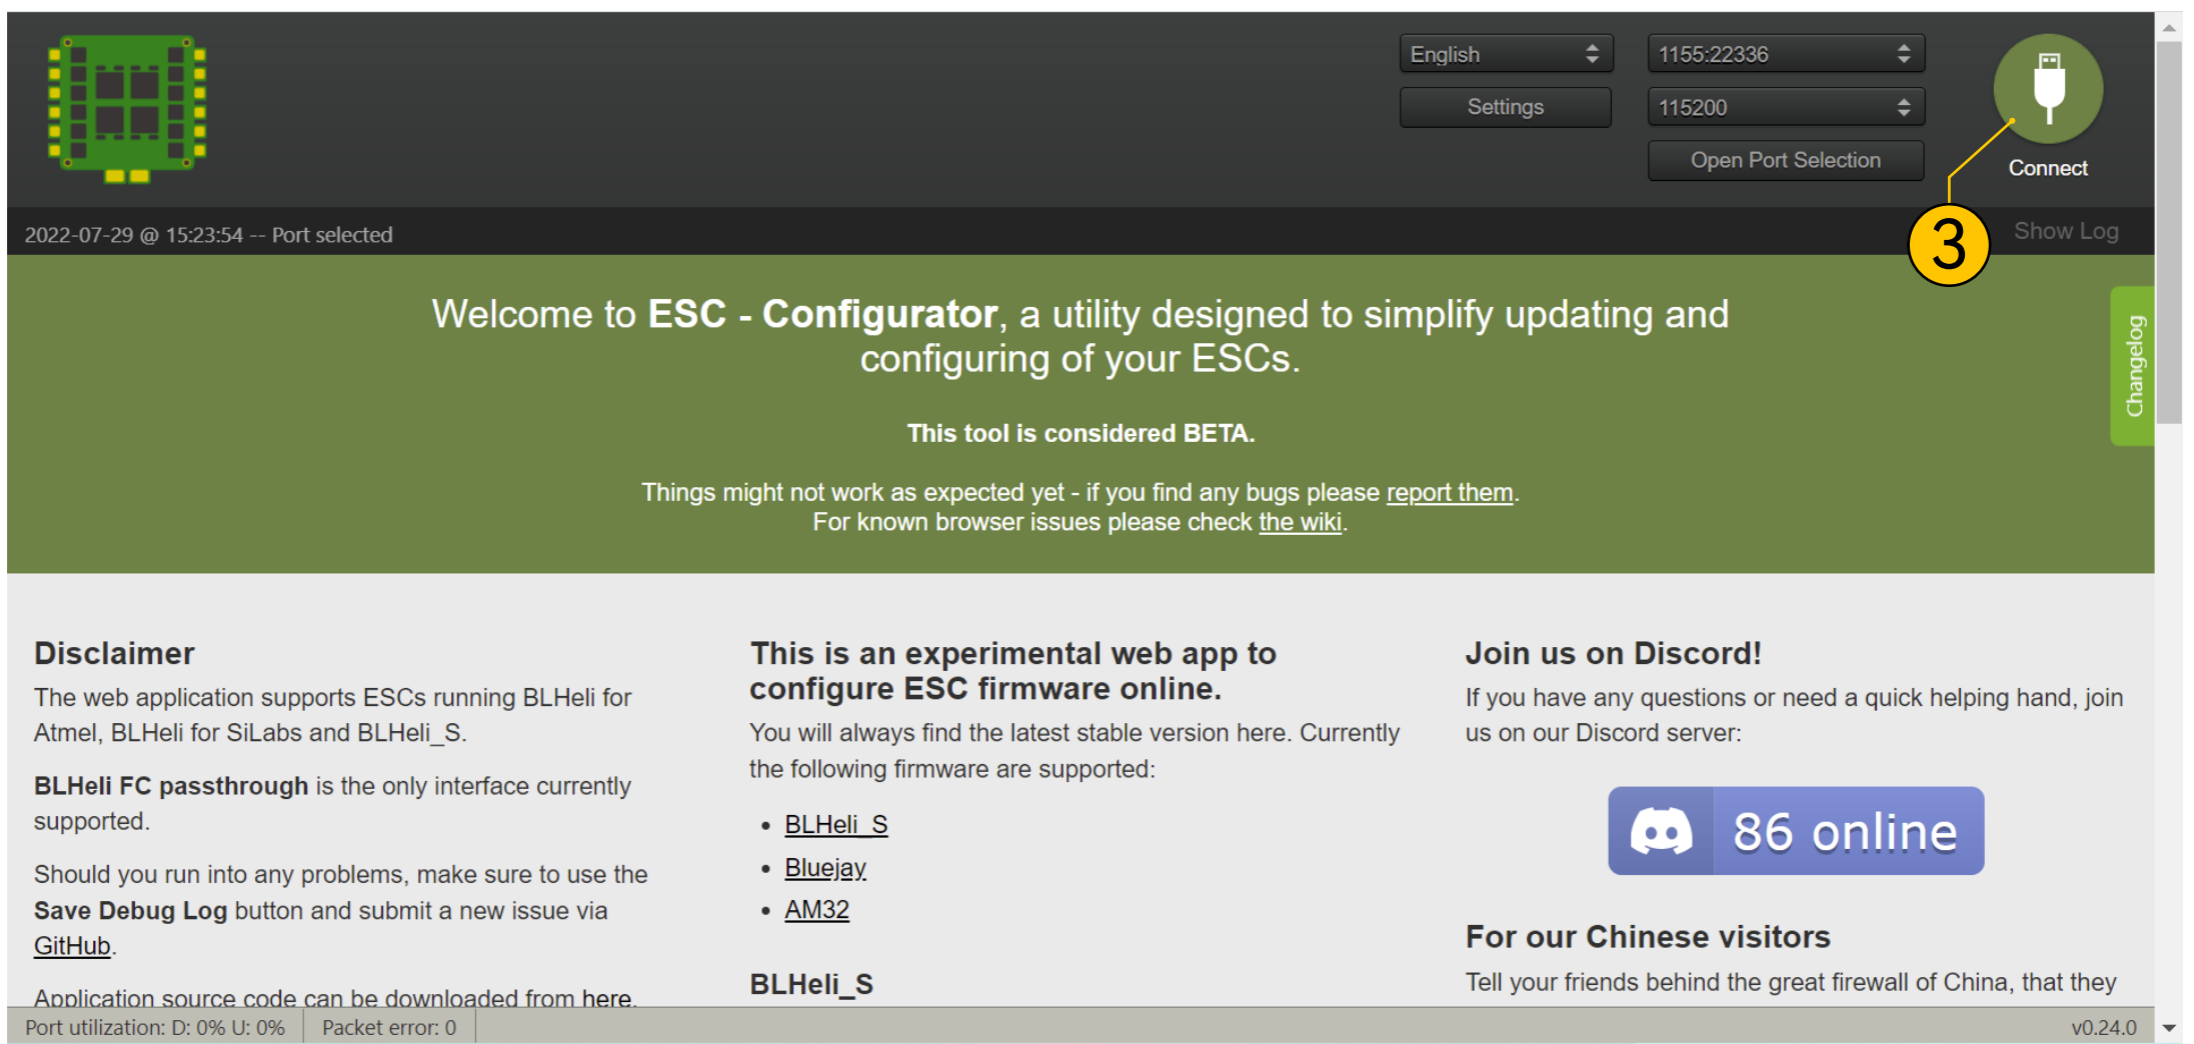 English
1155:22336
Settings
115200
Open Port Selection
Connect
3
2022-07-29 @ 15:23:54 -- Port selected
Show Log
Welcome to ESC - Configurator, a utility designed to simplify updating and
configuring of your ESCs.
Changelog
This tool is considered BETA.
Things might not work as expected yet - if you find any bugs please report them.
For known browser issues please check the wiki.
Disclaimer
The web application supports ESCs running BLHeli for
Atmel, BLHeli for SiLabs and BLHeli_S.
BLHeli FC passthrough is the only interface currently
supported.
Should you run into any problems, make sure to use the
Save Debug Log button and submit a new issue via
GitHub.
Application source code can be downloaded from here.
This is an experimental web app to
configure ESC firmware online.
You will always find the latest stable version here. Currently
the following firmware are supported:
• BLHeli_S
• Bluejay
• AM32
BLHeli_S
Join us on Discord!
If you have any questions or need a quick helping hand, join
us on our Discord server:
86 online
For our Chinese visitors
Tell your friends behind the great firewall of China, that they
Port utilization: D: 0% U: 0%
Packet error: 0
v0.24.0